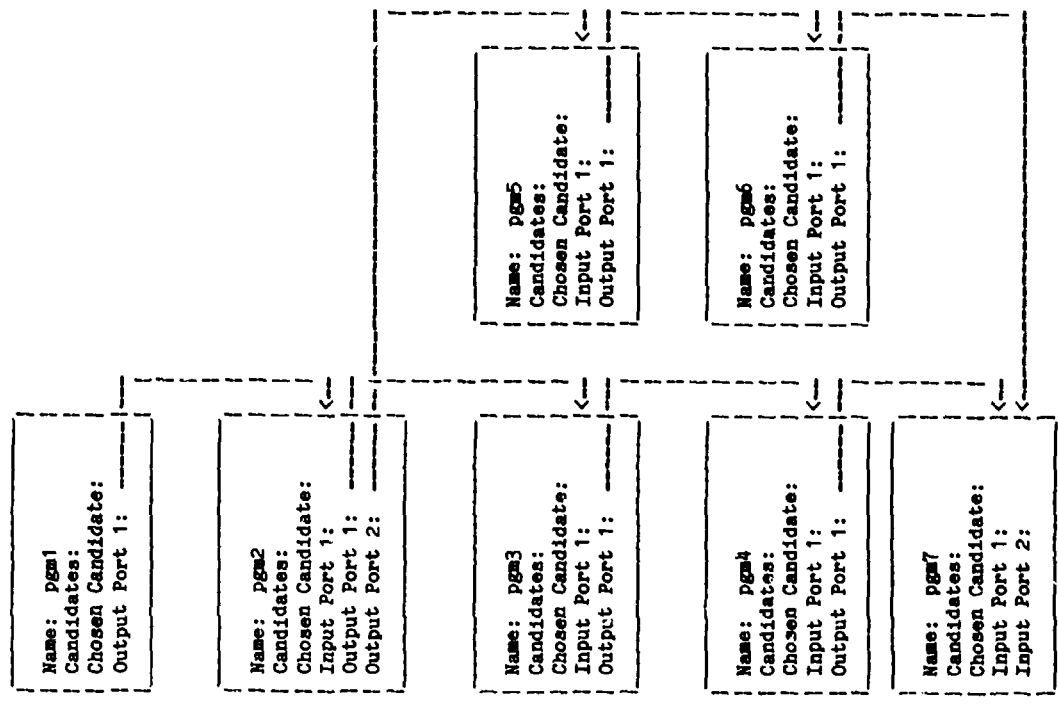 Name: pgm1
Candidates:
Chosen Candidate:
Output Port 1:
Name: pgm2
Candidates:
Chosen Candidate:
Input Port 1:
Output Port 1:
Output Port 2:
Name: pgm3
Candidates:
Chosen Candidate:
Input Port 1:
Output Port 1:
Name: pgm4
Candidates:
Chosen Candidate:
Input Port 1:
Output Port 1:
Name: pgm7
Candidates:
Chosen Candidate:
Input Port 1:
Input Port 2:
Name: pgm5
Candidates:
Chosen Candidate:
Input Port 1:
Output Port 1:
Name: pgm6
Candidates:
Chosen Candidate:
Input Port 1:
Output Port 1: